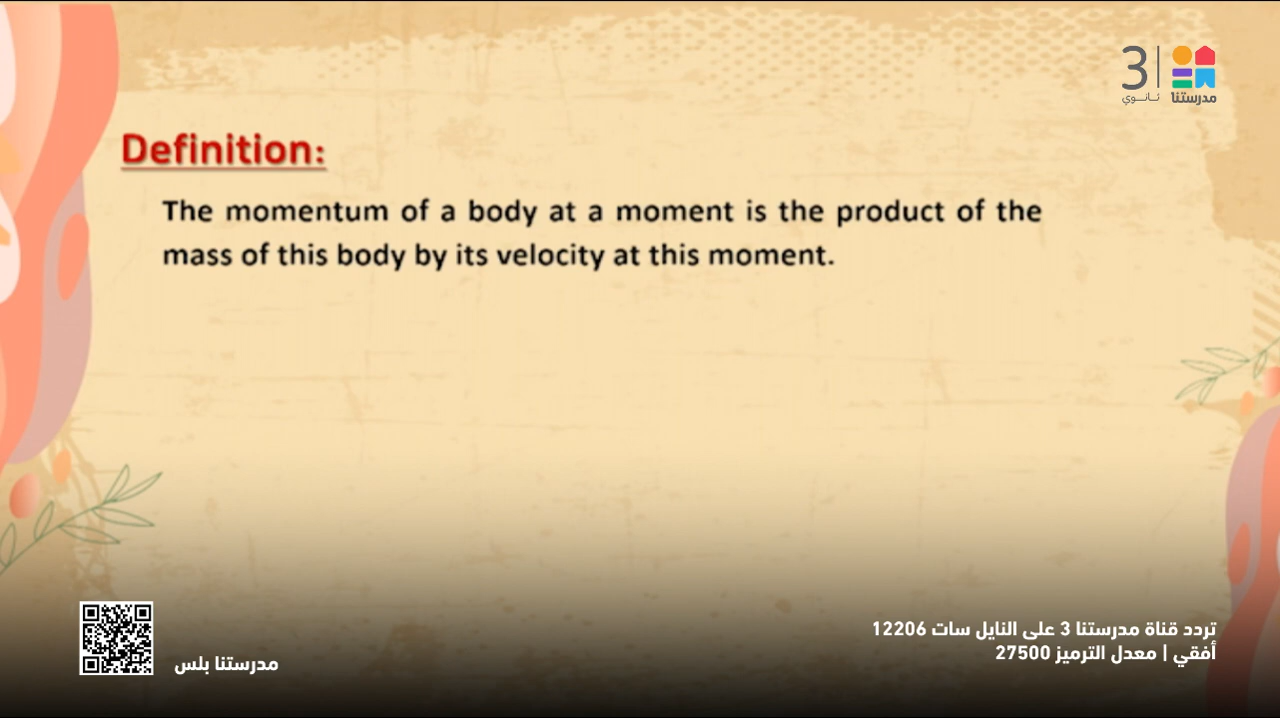 3
ثانوي
مدرستنا
Definition:
The momentum of a body at a moment is the product of the
mass of this body by its velocity at this moment.
تردد قناة مدرستنا 3 على النايل سات 12206
أفقي | معدل الترميز 27500
مدرستنا بلس